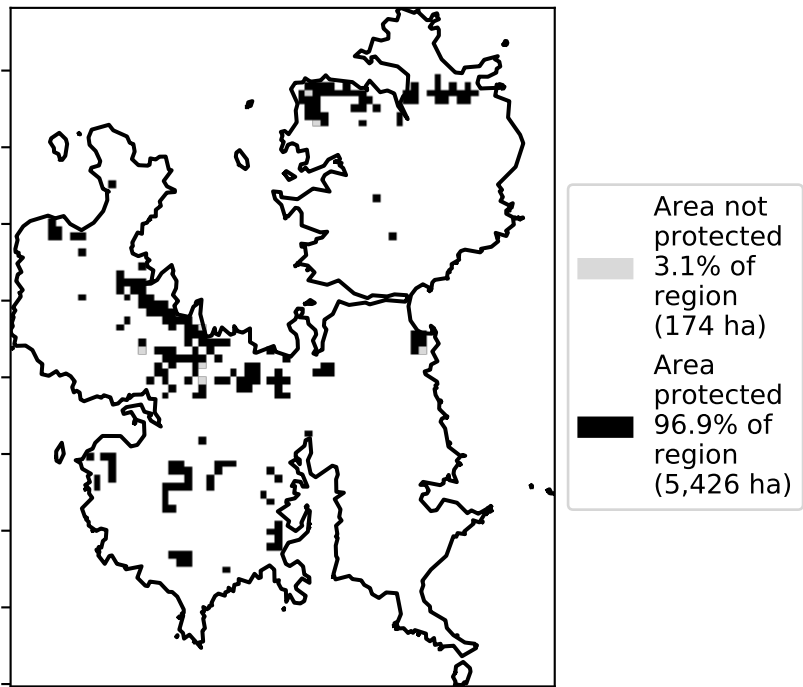 Area not
protected
3.1% of
region
(174 ha)
Area
protected
96.9% of
region
(5,426 ha)